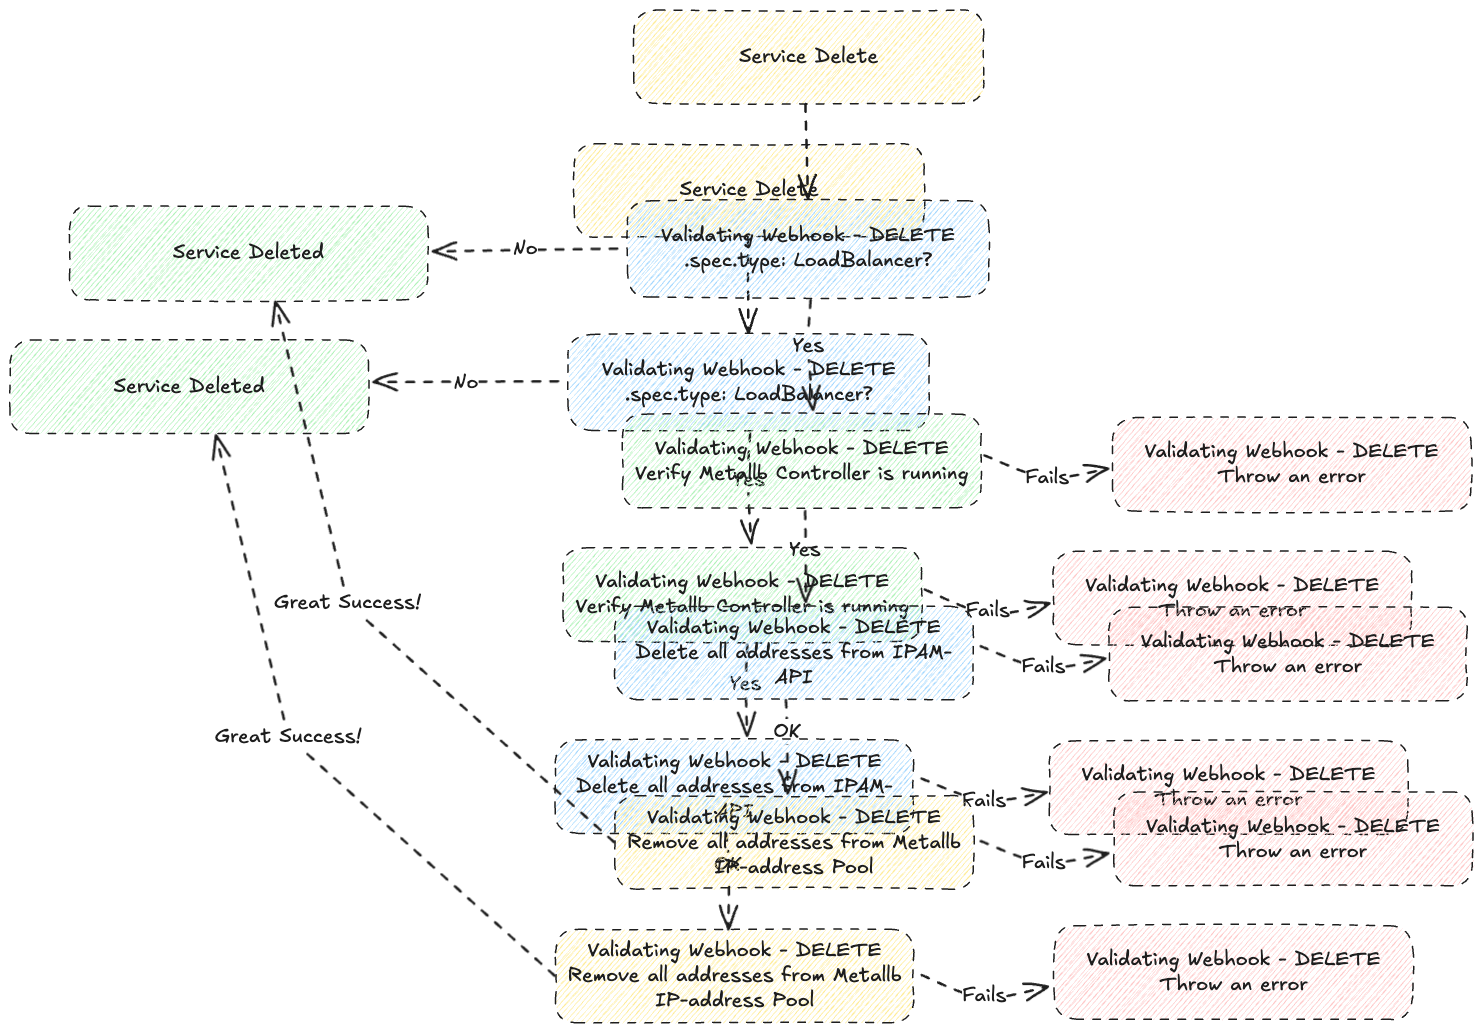 Service Delete
Service Delete
Validating Webhook - DELETE
.spec.type: LoadBalancer?
No
Service Deleted
Yes
Validating Webhook - DELETE
.spec.type: LoadBalancer?
No
Service Deleted
Validating Webhook - DELETE
Verify Metallb Controller is running
Yes
Fails
Validating Webhook - DELETE
Throw an error
Yes
Validating Webhook - DELETE
Verify Metallb Controller is running
Fails
Validating Webhook - DELETE
Throw an error
Great Success!
Validating Webhook - DELETE
Delete all addresses from IPAM-
API
Fails
Validating Webhook - DELETE
Throw an error
Yes
OK
Great Success!
Validating Webhook - DELETE
Delete all addresses from IPAM-
API
Fails
Validating Webhook - DELETE
Throw an error
Validating Webhook - DELETE
Remove all addresses from Metallb
IP-address Pool
OK
Fails
Validating Webhook - DELETE
Throw an error
Validating Webhook - DELETE
Remove all addresses from Metallb
IP-address Pool
Fails
Validating Webhook - DELETE
Throw an error